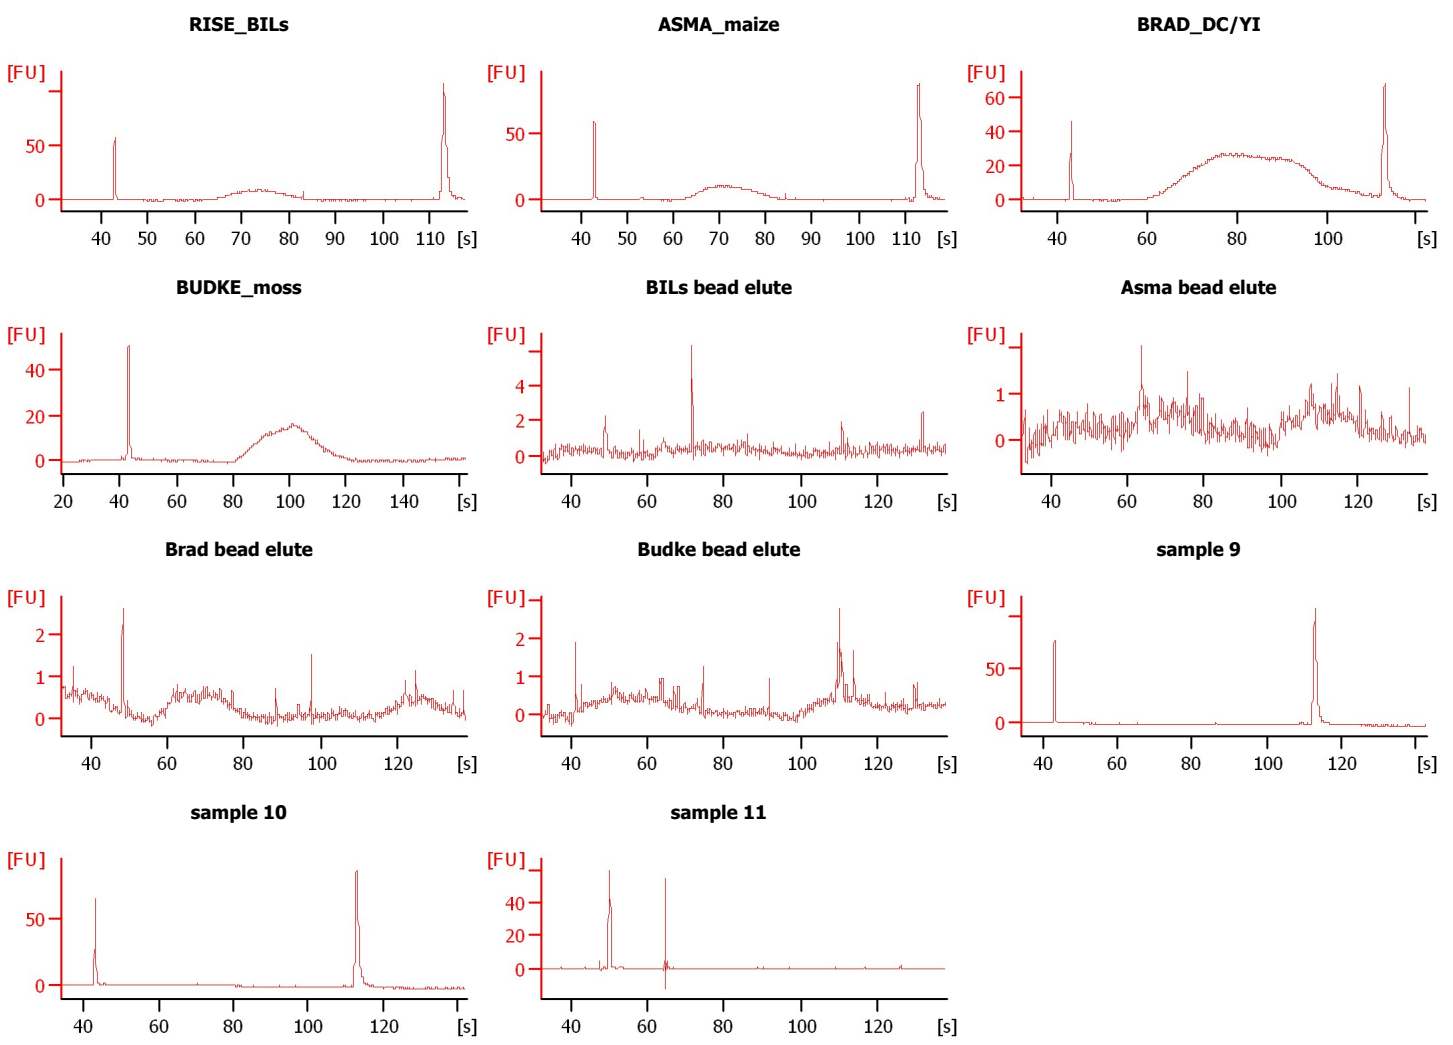 RISE_BILs
[FU]
50
0
40 50 60 70 80 90 100 110 [s]
ASMA_maize
[FU]
50
0
40 50 60 70 80 90 100 110 [s]
BRAD_DC/YI
[FU]
60
40
20
0
40 60 80 100 [s]
BUDKE_moss
[FU]
40
20
0
20 40 60 80 100 120 140 [s]
BILs bead elute
[FU]
4
2
0
40 60 80 100 120 [s]
Asma bead elute
[FU]
1
0
40 60 80 100 120 [s]
Brad bead elute
[FU]
2
1
0
40 60 80 100 120 [s]
Budke bead elute
[FU]
2
1
0
40 60 80 100 120 [s]
sample 9
[FU]
50
0
40 60 80 100 120 [s]
sample 10
[FU]
50
0
40 60 80 100 120 [s]
sample 11
[FU]
40
20
0
40 60 80 100 120 [s]